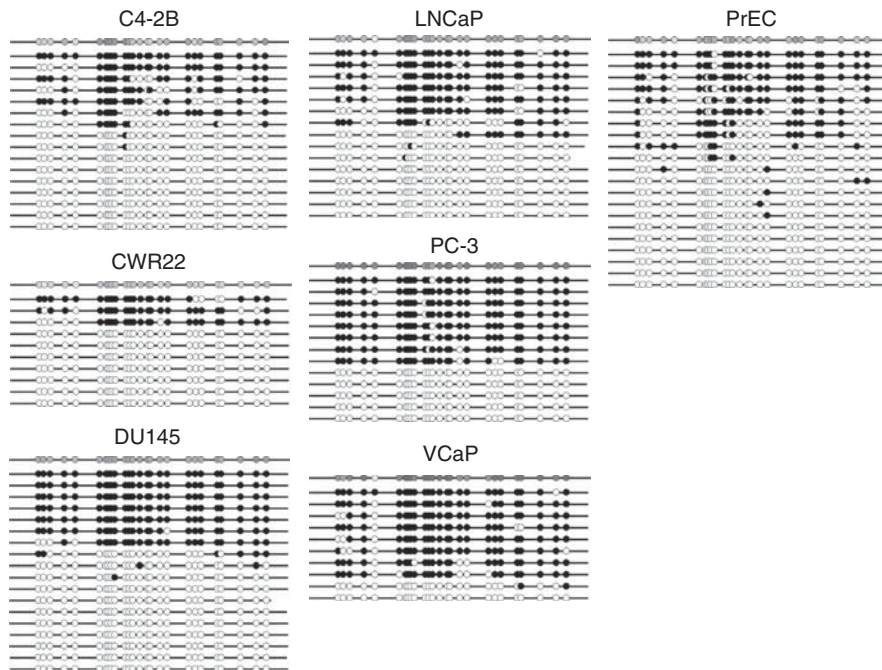 C4-2B
LNCaP
PrEC
CWR22
PC-3
DU145
VCaP